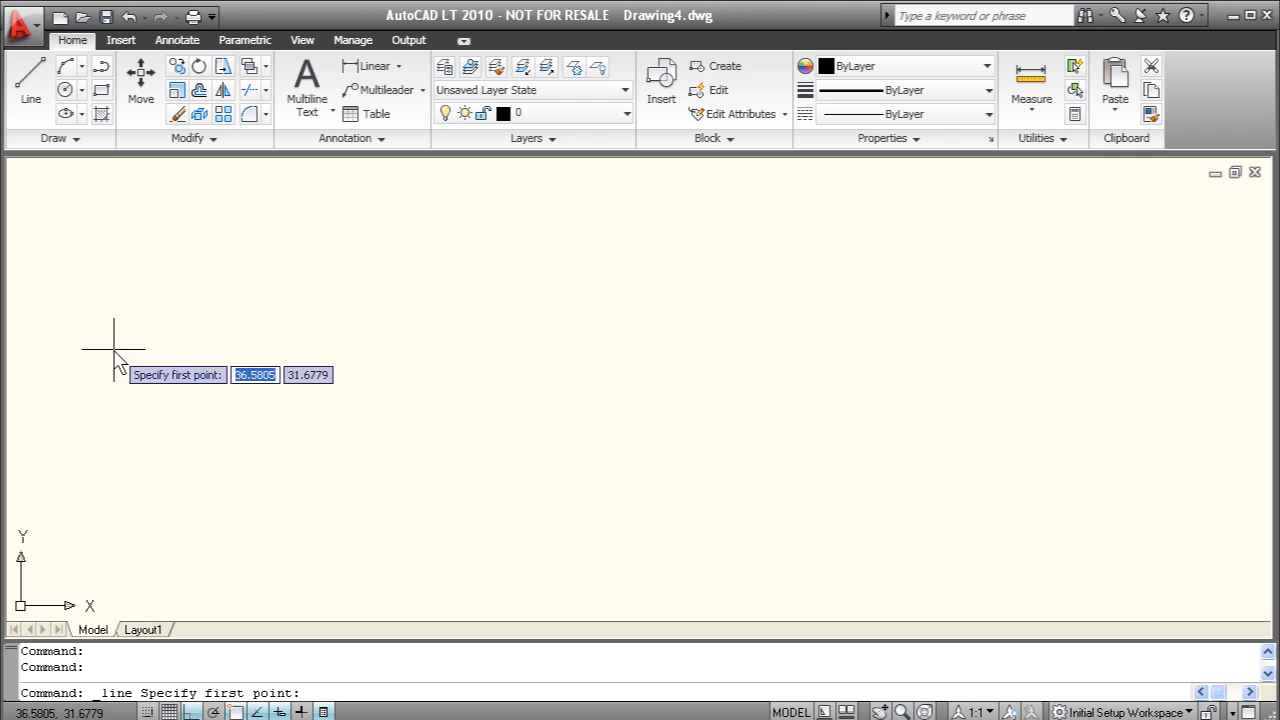 AutoCAD LT 2010 - NOT FOR RESALE Drawing4.dwg
Type a keyword or phrase
Home Insert Annotate Parametric View Manage Output
Line
Move
Multiline
Text
Linear
Multileader
Table
Unsaved Layer State
0
Insert
Create
Edit
Edit Attributes
ByLayer
ByLayer
ByLayer
Measure
Paste
Draw Modify Annotation Layers Block Properties Utilities Clipboard
Specify first point: 36.5805 31.6779
Y
X
Model Layout1
Command:
Command:
Command: _line Specify first point:
36.5805, 31.6779 MODEL 1:1 Initial Setup Workspace